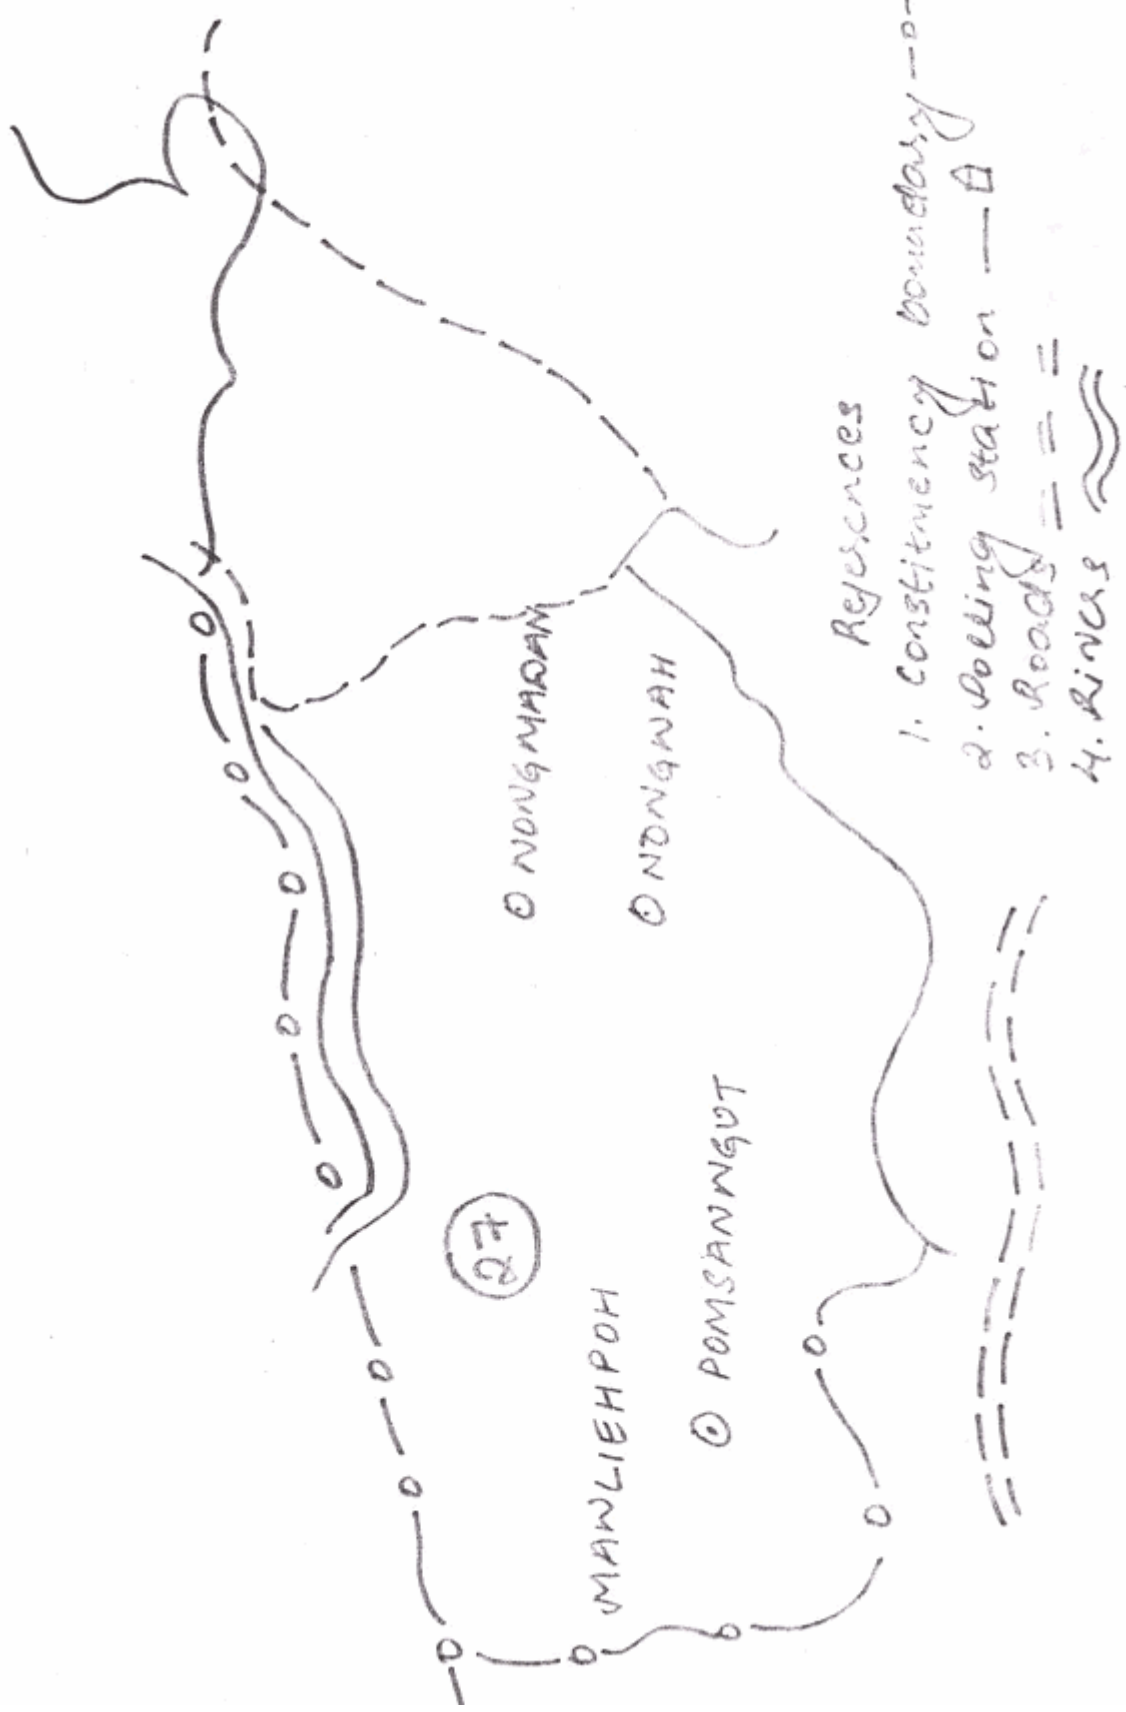 NONGMADAN
NONGWAH
27
MAWLIEHPOH
POMSANNGUT
References
1. Constituency boundary —o-
2. Polling station —
3. Roads = = = =
4. Rivers